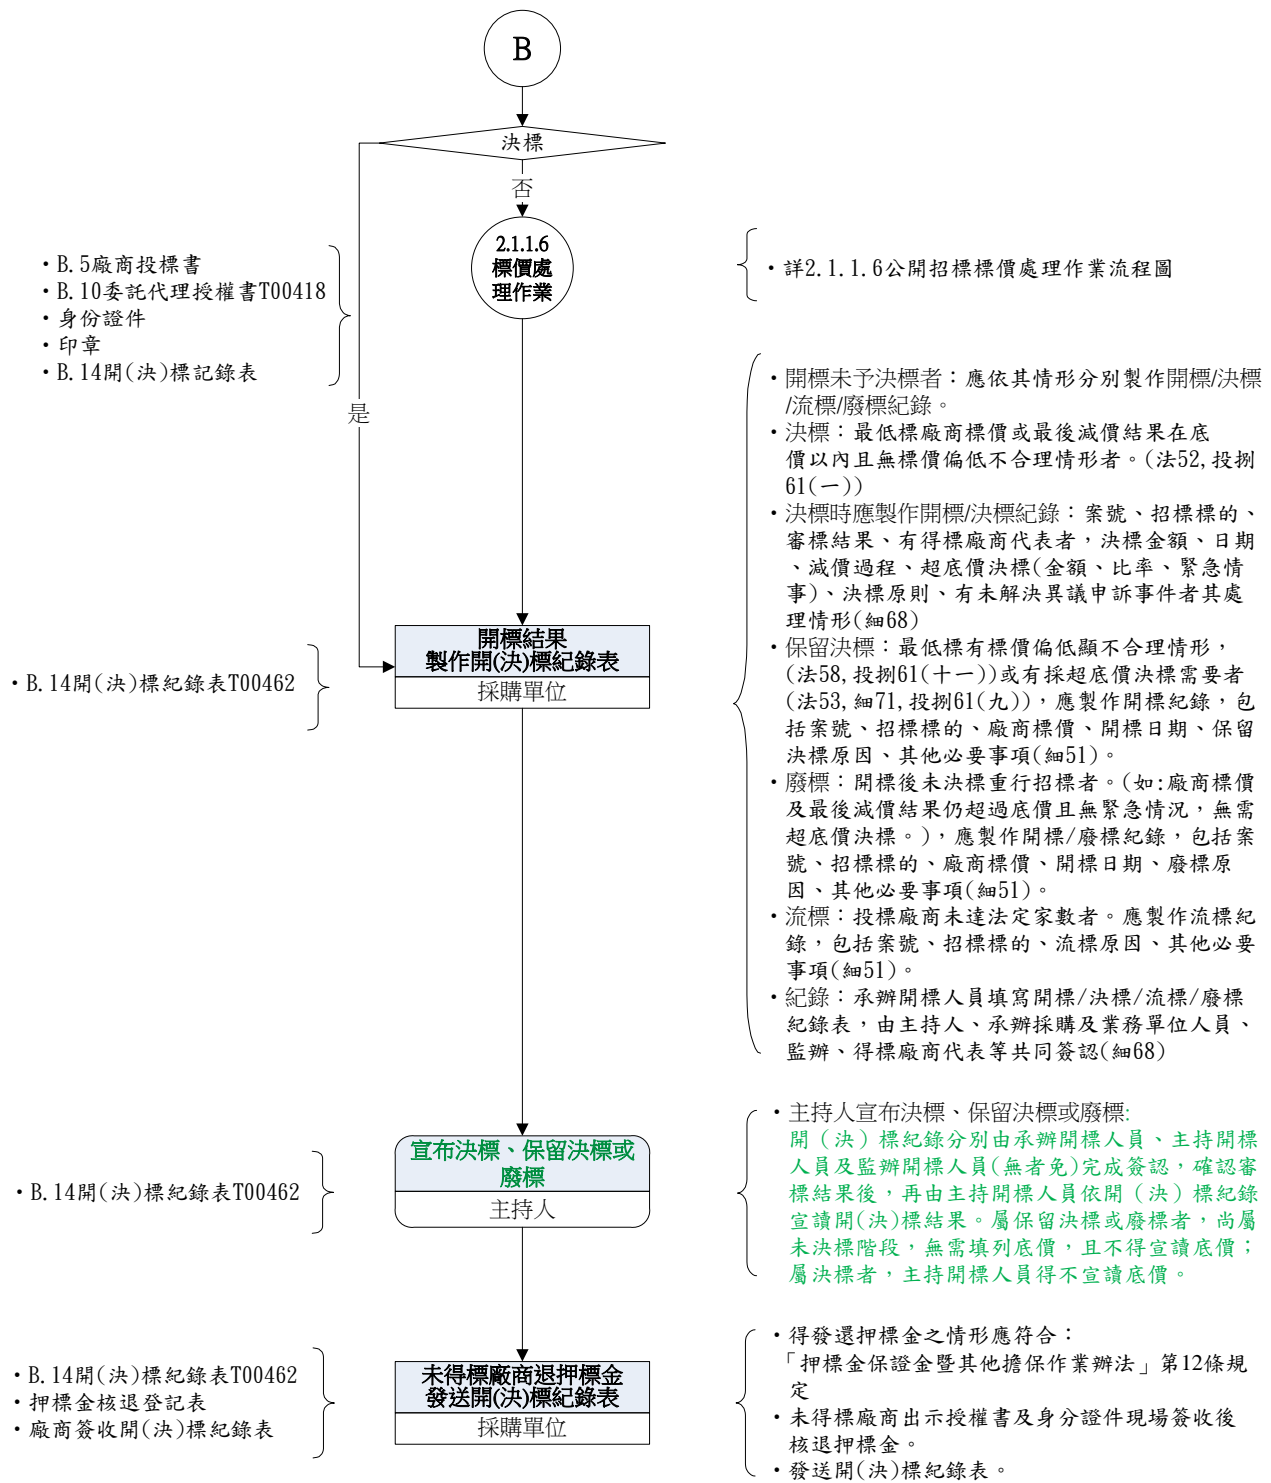 B
決標
否
2.1.1.6
標價處
理作業
是
・B.5廠商投標書
・B.10委託代理授權書T00418
・身份證件
・印章
・B.14開(決)標記錄表
・詳2.1.1.6公開招標標價處理作業流程圖
開標結果
製作開(決)標紀錄表
採購單位
・B.14開(決)標紀錄表T00462
・開標未予決標者：應依其情形分別製作開標/決標
/流標/廢標紀錄。
・決標：最低標廠商標價或最後減價結果在底
價以內且無標價偏低不合理情形者。(法52,投捌
61(一))
・決標時應製作開標/決標紀錄：案號、招標標的、
審標結果、有得標廠商代表者，決標金額、日期
、減價過程、超底價決標(金額、比率、緊急情
事)、決標原則、有未解決異議申訴事件者其處
理情形(細68)
・保留決標：最低標有標價偏低顯不合理情形，
(法58,投捌61(十一))或有採超底價決標需要者
(法53,細71,投捌61(九))，應製作開標紀錄，包
括案號、招標標的、廠商標價、開標日期、保留
決標原因、其他必要事項(細51)。
・廢標：開標後未決標重行招標者。(如:廠商標價
及最後減價結果仍超過底價且無緊急情況，無需
超底價決標。)，應製作開標/廢標紀錄，包括案
號、招標標的、廠商標價、開標日期、廢標原
因、其他必要事項(細51)。
・流標：投標廠商未達法定家數者。應製作流標紀
錄，包括案號、招標標的、流標原因、其他必要
事項(細51)。
・紀錄：承辦開標人員填寫開標/決標/流標/廢標
紀錄表，由主持人、承辦採購及業務單位人員、
監辦、得標廠商代表等共同簽認(細68)
宣布決標、保留決標或
廢標
主持人
・B.14開(決)標紀錄表T00462
・主持人宣布決標、保留決標或廢標:
開（決）標紀錄分別由承辦開標人員、主持開標
人員及監辦開標人員(無者免)完成簽認，確認審
標結果後，再由主持開標人員依開（決）標紀錄
宣讀開(決)標結果。屬保留決標或廢標者，尚屬
未決標階段，無需填列底價，且不得宣讀底價；
屬決標者，主持開標人員得不宣讀底價。
未得標廠商退押標金
發送開(決)標紀錄表
採購單位
・B.14開(決)標紀錄表T00462
・押標金核退登記表
・廠商簽收開(決)標紀錄表
・得發還押標金之情形應符合：
「押標金保證金暨其他擔保作業辦法」第12條規
定
・未得標廠商出示授權書及身分證件現場簽收後
核退押標金。
・發送開(決)標紀錄表。